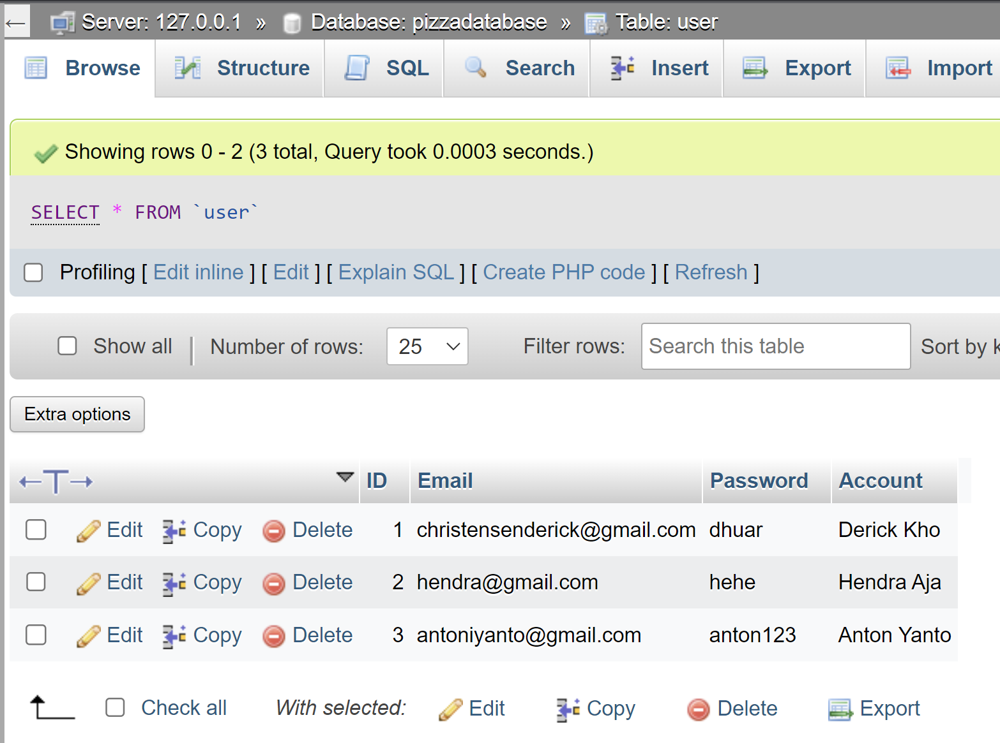 ← Server: 127.0.0.1 » Database: pizzadatabase » Table: user
Browse Structure SQL Search Insert Export Import
Showing rows 0 - 2 (3 total, Query took 0.0003 seconds.)
SELECT * FROM `user`
Profiling [ Edit inline ] [ Edit ] [ Explain SQL ] [ Create PHP code ] [ Refresh ]
Show all | Number of rows: 25 Filter rows: Search this table Sort by k
Extra options
←T→ ID Email Password Account
Edit Copy Delete 1 christensenderick@gmail.com dhuar Derick Kho
Edit Copy Delete 2 hendra@gmail.com hehe Hendra Aja
Edit Copy Delete 3 antoniyanto@gmail.com anton123 Anton Yanto
Check all With selected: Edit Copy Delete Export